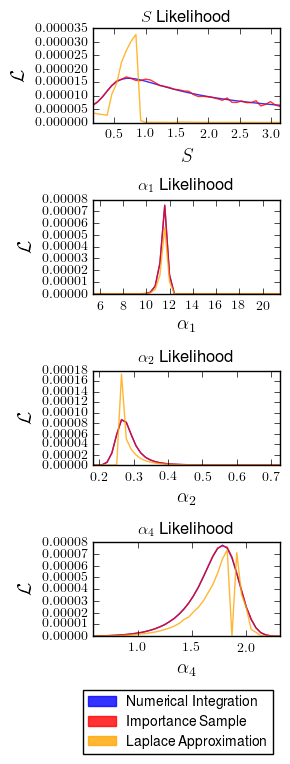 S Likelihood
0.000035
0.000030
0.000025
0.000020
0.000015
0.000010
0.000005
0.000000
ℒ
0.5 1.0 1.5 2.0 2.5 3.0
S
α₁ Likelihood
0.00008
0.00007
0.00006
0.00005
0.00004
0.00003
0.00002
0.00001
0.00000
ℒ
6 8 10 12 14 16 18 20
α₁
α₂ Likelihood
0.00018
0.00016
0.00014
0.00012
0.00010
0.00008
0.00006
0.00004
0.00002
0.00000
ℒ
0.2 0.3 0.4 0.5 0.6 0.7
α₂
α₄ Likelihood
0.00008
0.00007
0.00006
0.00005
0.00004
0.00003
0.00002
0.00001
0.00000
ℒ
1.0 1.5 2.0
α₄
Numerical Integration
Importance Sample
Laplace Approximation